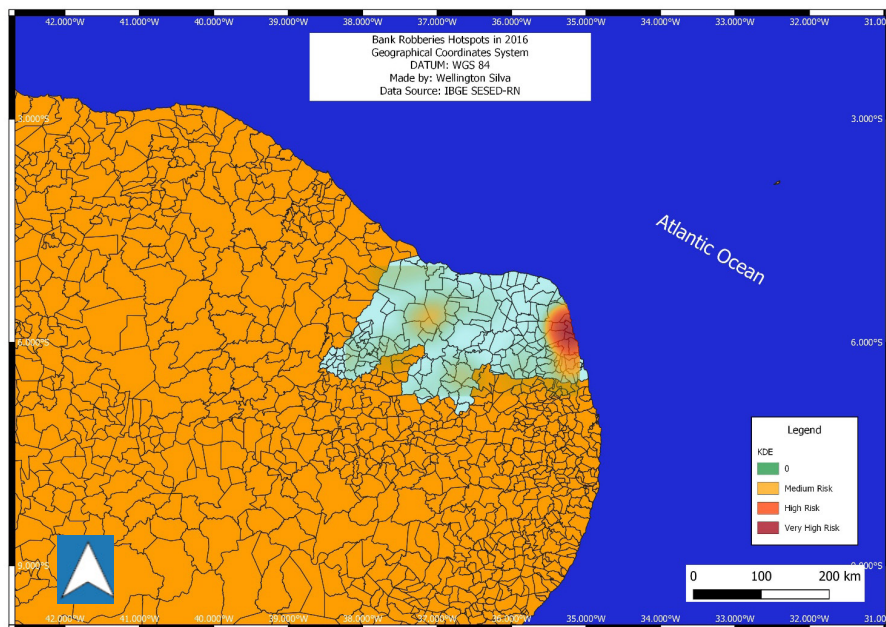 42.000°W 41.000°W 40.000°W 39.000°W 38.000°W 37.000°W 36.000°W 35.000°W 34.000°W 33.000°W 32.000°W 31.00
Bank Robberies Hotspots in 2016
Geographical Coordinates System
DATUM: WGS 84
Made by: Wellington Silva
Data Source: IBGE SESED-RN
3.000°S 3.000°S
Atlantic Ocean
6.000°S 6.000°S
Legend
KDE
0
Medium Risk
High Risk
Very High Risk
9.000°S 9.000°S
0 100 200 km
42.000°W 41.000°W 40.000°W 39.000°W 38.000°W 37.000°W 36.000°W 35.000°W 34.000°W 33.000°W 32.000°W 31.00